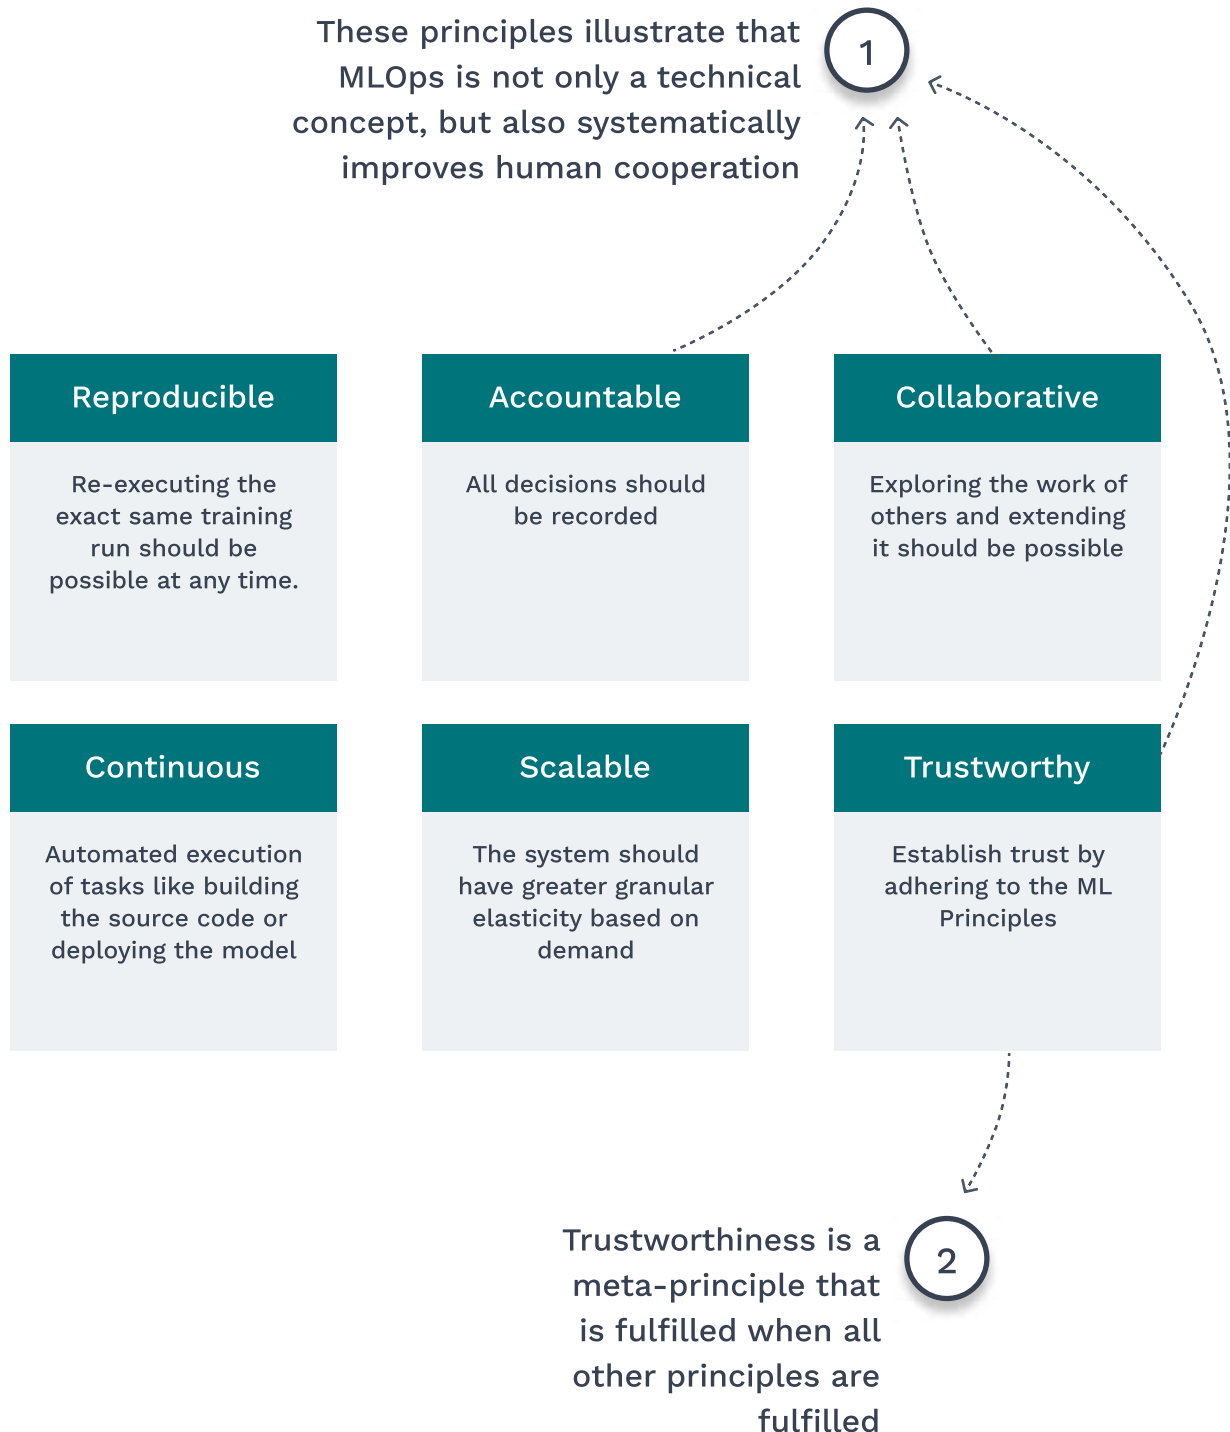 These principles illustrate that
MLOps is not only a technical
concept, but also systematically
improves human cooperation
1
Reproducible
Re-executing the
exact same training
run should be
possible at any time.
Accountable
All decisions should
be recorded
Collaborative
Exploring the work of
others and extending
it should be possible
Continuous
Automated execution
of tasks like building
the source code or
deploying the model
Scalable
The system should
have greater granular
elasticity based on
demand
Trustworthy
Establish trust by
adhering to the ML
Principles
Trustworthiness is a
meta-principle that
is fulfilled when all
other principles are
fulfilled
2